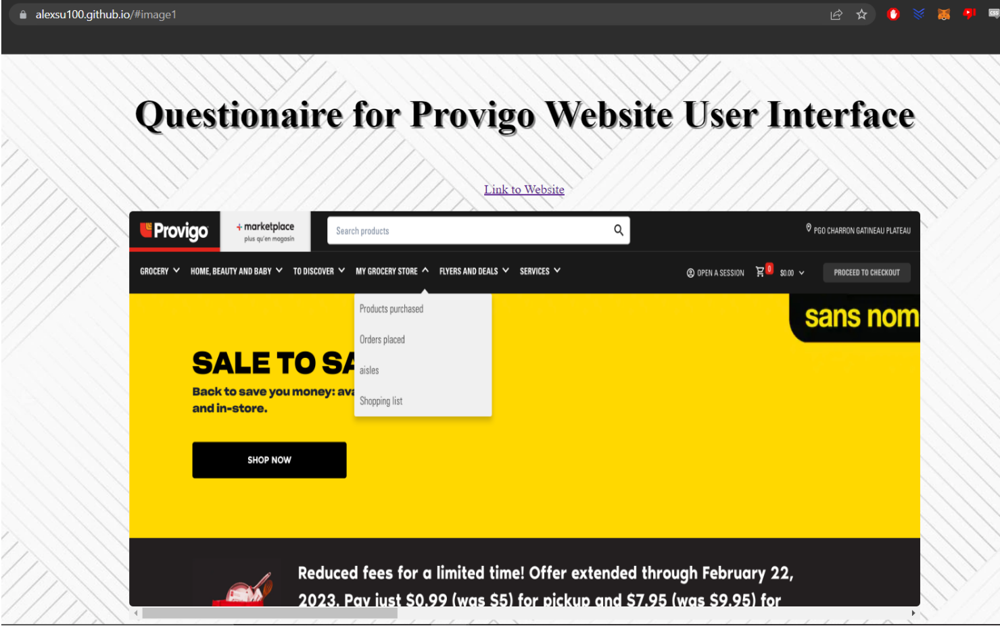 alexsu100.github.io/#image1
css
Questionaire for Provigo Website User Interface
Link to Website
Provigo
+ marketplace
plus qu'en magasin
Search products
PGO CHARRON GATINEAU PLATEAU
GROCERY HOME, BEAUTY AND BABY TO DISCOVER MY GROCERY STORE FLYERS AND DEALS SERVICES
OPEN A SESSION 0 $0.00 PROCEED TO CHECKOUT
Products purchased
Orders placed
aisles
Shopping list
sans nom
SALE TO SA
Back to save you money: ava
and in-store.
SHOP NOW
Reduced fees for a limited time! Offer extended through February 22,
2023. Pay just $0.99 (was $5) for pickup and $7.95 (was $9.95) for